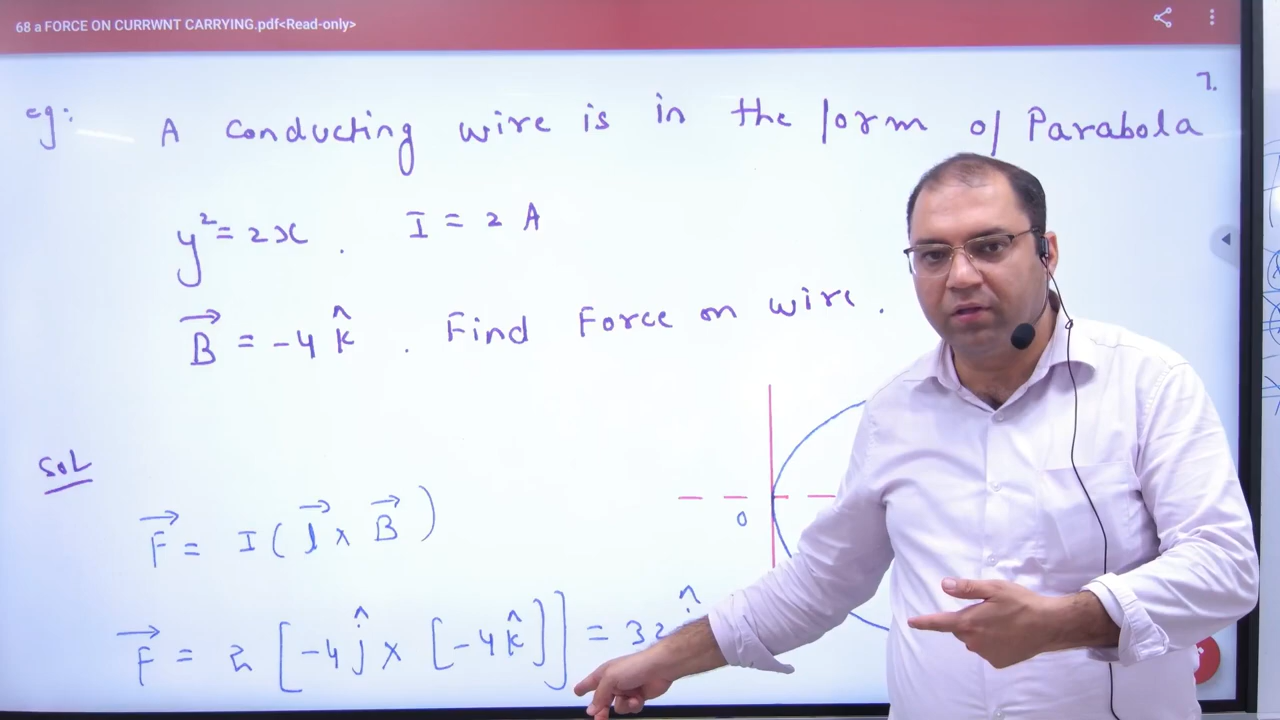 68 a FORCE ON CURRWNT CARRYING.pdf<Read-only>
7.
eg: A conducting wire is in the form of Parabola
y² = 2x . I = 2 A
B⃗ = -4 k̂ . Find Force on wire.
Sol
F⃗ = I ( l⃗ × B⃗ )
O
F⃗ = 2 [ -4 ĵ × [ -4 k̂ ] ] = 32